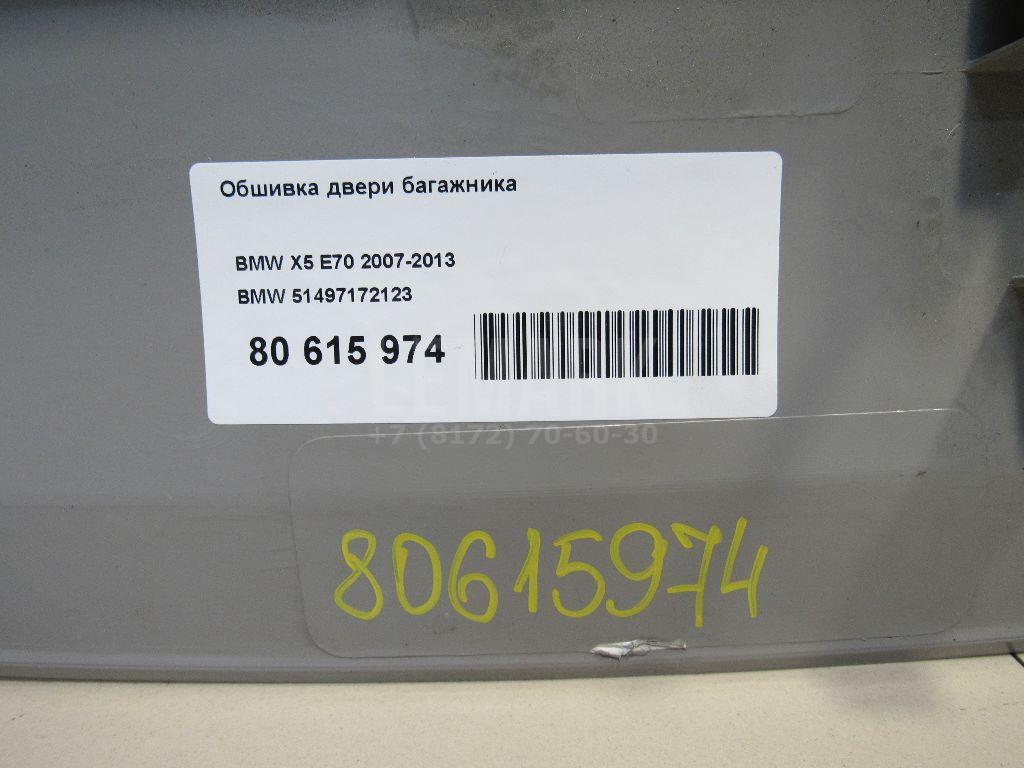 Обшивка двери багажника
BMW X5 E70 2007-2013
BMW 51497172123
80 615 974
+7 (8172) 70-60-30
80615974